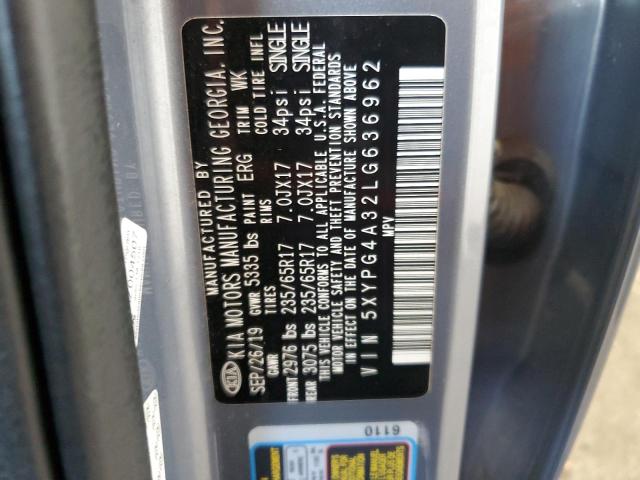 MANUFACTURED BY
KIA KIA MOTORS MANUFACTURING GEORGIA, INC.
SEP/26/19 GVWR 5335 lbs PAINT ERG TRIM WK
GAWR TIRES RIMS COLD TIRE INFL
FRONT 2976 lbs 235/65R17 7.0JX17 34psi SINGLE
REAR 3075 lbs 235/65R17 7.0JX17 34psi SINGLE
THIS VEHICLE CONFORMS TO ALL APPLICABLE U.S.A. FEDERAL
MOTOR VEHICLE SAFETY AND THEFT PREVENTION STANDARDS
IN EFFECT ON THE DATE OF MANUFACTURE SHOWN ABOVE
VIN 5XYPG4A32LG636962
MPV
6110